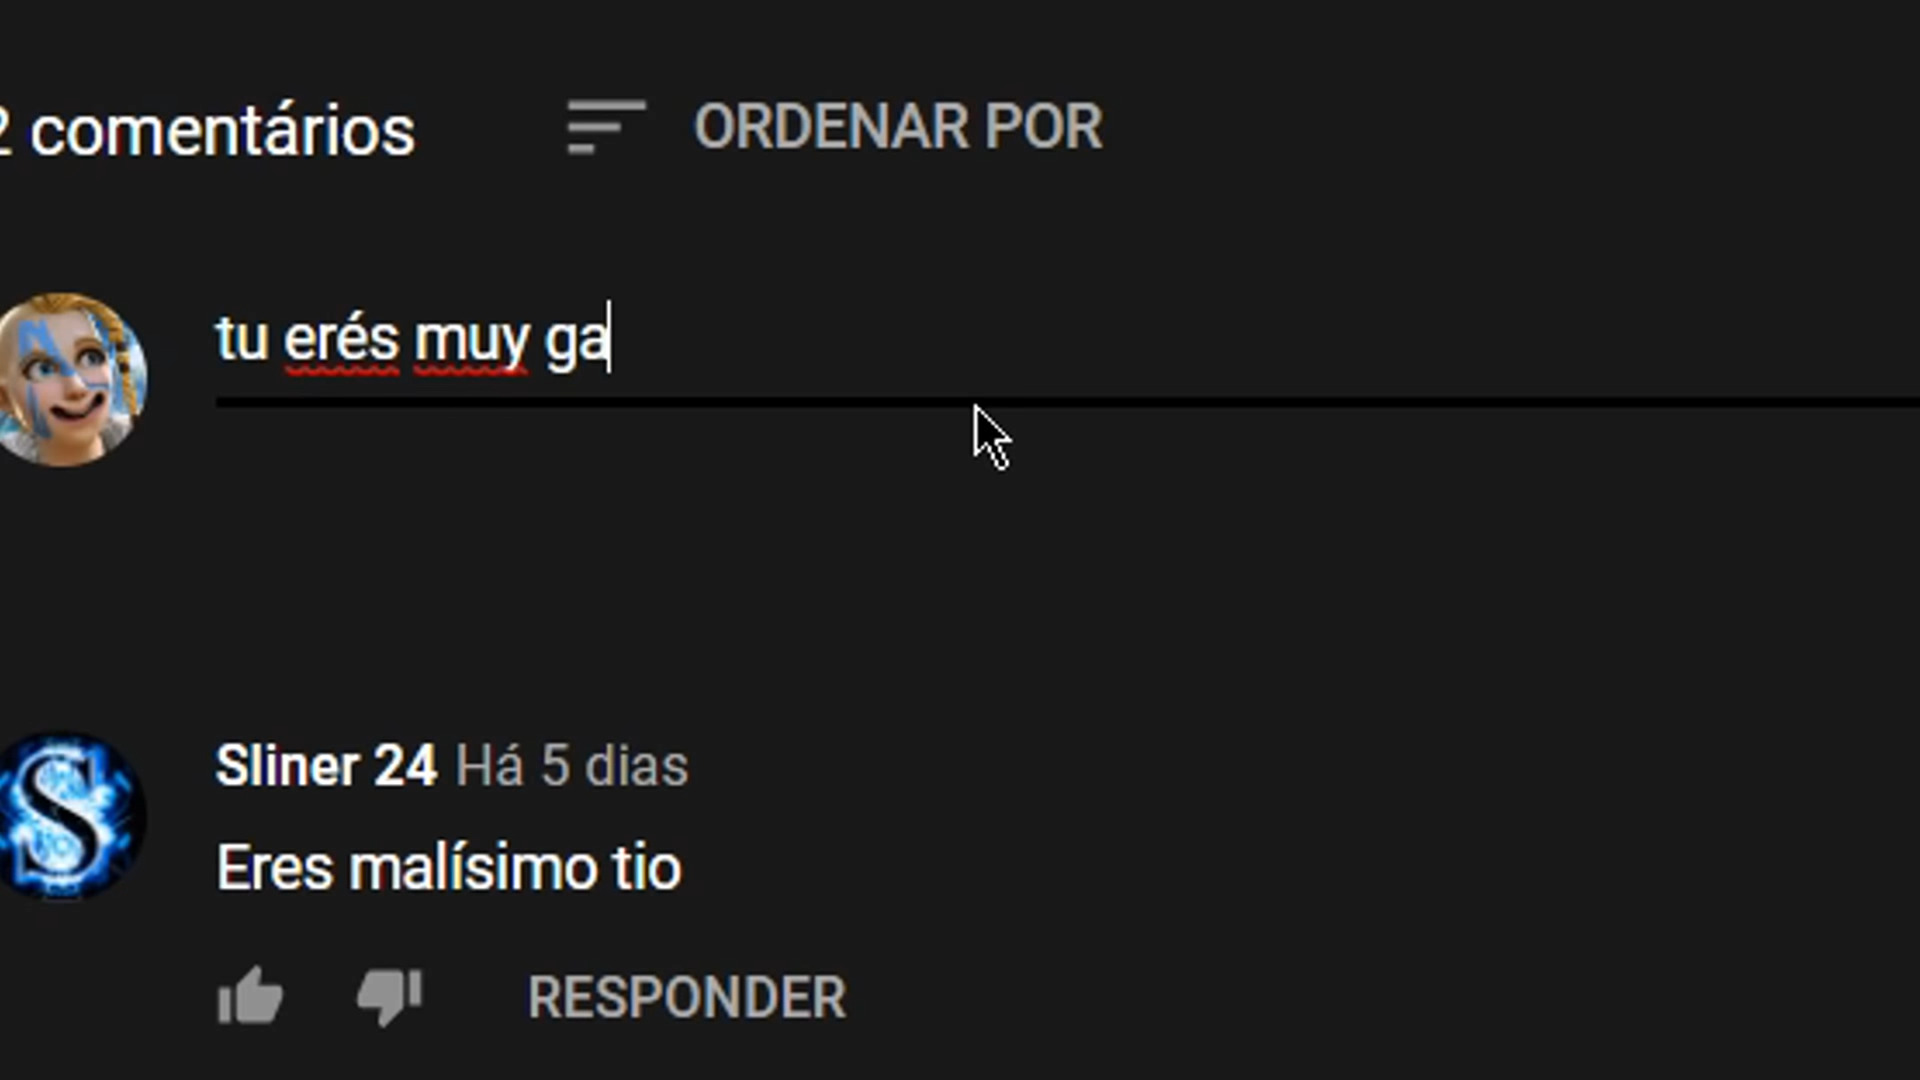 2 comentários
ORDENAR POR
tu erés muy ga
Sliner 24 Há 5 dias
Eres malísimo tio
RESPONDER